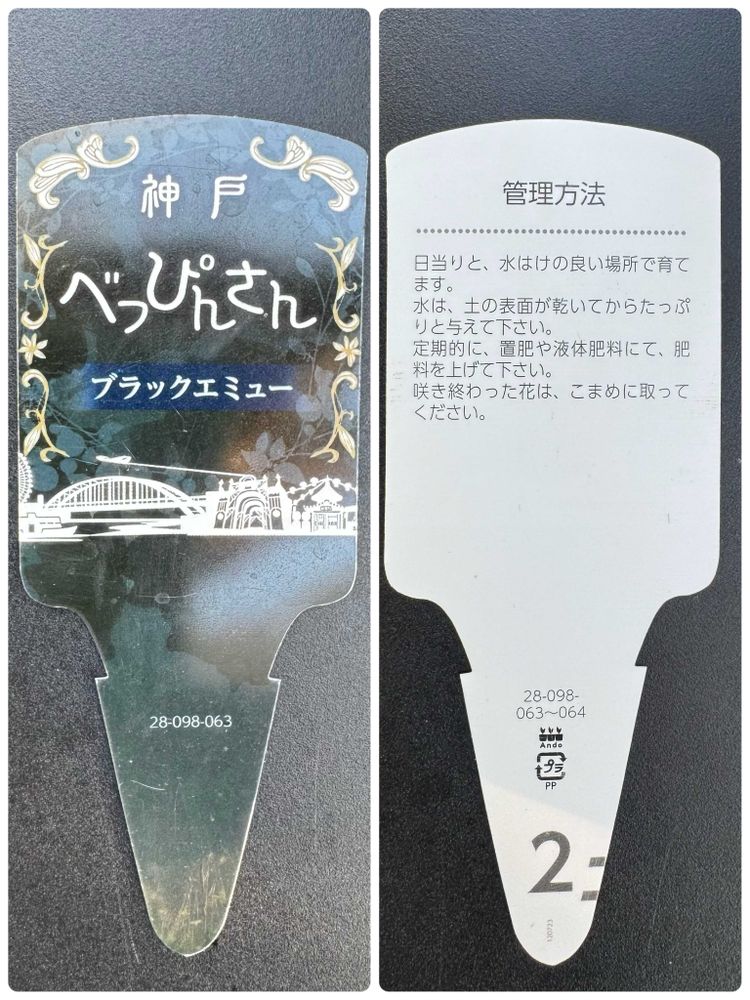 神戸
べっぴんさん
ブラックエミュー
28-098-063
管理方法
日当りと、水はけの良い場所で育て
ます。
水は、土の表面が乾いてからたっぷ
りと与えて下さい。
定期的に、置肥や液体肥料にて、肥
料を上げて下さい。
咲き終わった花は、こまめに取って
ください。
28-098-
063～064
Ando
プラ
PP
2
120723